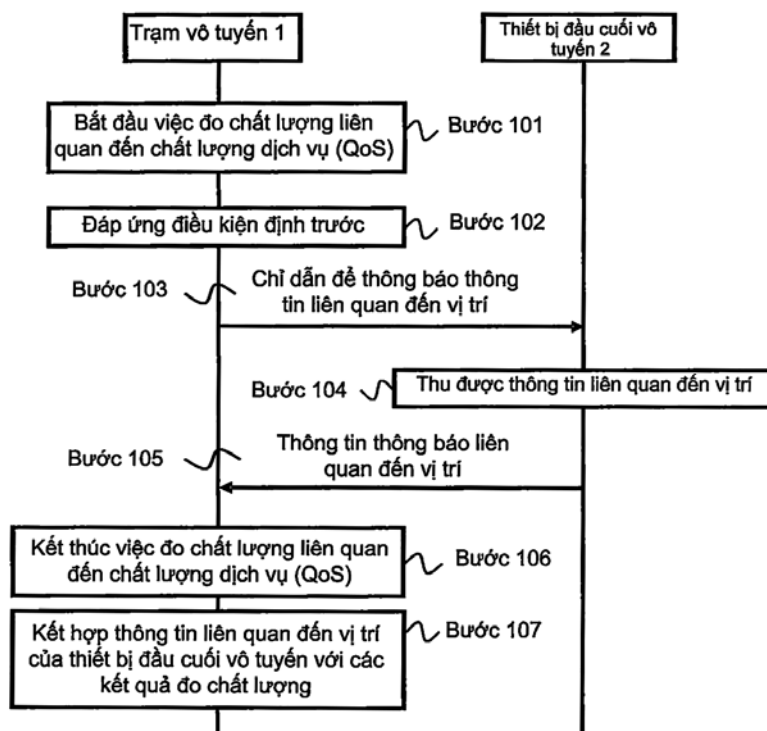 Trạm vô tuyến 1
Thiết bị đầu cuối vô
tuyến 2
Bắt đầu việc đo chất lượng liên
quan đến chất lượng dịch vụ (QoS)
Bước 101
Đáp ứng điều kiện định trước
Bước 102
Bước 103
Chỉ dẫn để thông báo thông
tin liên quan đến vị trí
Bước 104
Thu được thông tin liên quan đến vị trí
Bước 105
Thông tin thông báo liên
quan đến vị trí
Kết thúc việc đo chất lượng liên quan
đến chất lượng dịch vụ (QoS)
Bước 106
Kết hợp thông tin liên quan đến vị trí
của thiết bị đầu cuối vô tuyến với các
kết quả đo chất lượng
Bước 107